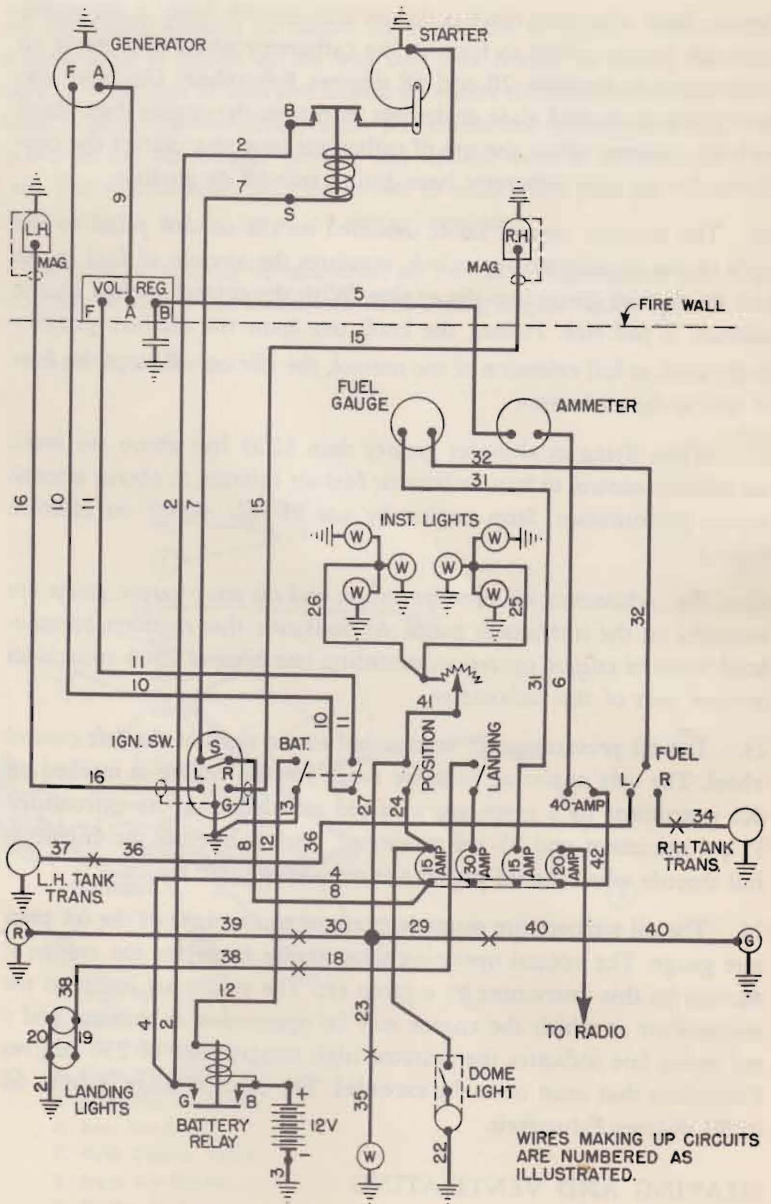 GENERATOR
STARTER
F A
B
2
7
S
9
L.H.
MAG.
R.H.
MAG.
VOL. REG.
F A B
5
FIRE WALL
15
FUEL GAUGE
AMMETER
32
31
16
10
11
2
7
15
INST. LIGHTS
W
W
W
W
W
W
26
25
32
11
10
10
11
41
31
6
IGN. SW.
S
R
L
G
BAT.
POSITION
LANDING
FUEL
L R
16
13
27
24
40 AMP
34
8
12
36
15 AMP
30 AMP
15 AMP
20 AMP
42
R.H. TANK
TRANS.
37
36
L.H. TANK
TRANS.
4
8
R
39
30
29
40
40
G
38
18
38
12
TO RADIO
20
19
4
2
23
21
LANDING
LIGHTS
G B
BATTERY
RELAY
+
12V
-
3
35
W
DOME
LIGHT
22
WIRES MAKING UP CIRCUITS
ARE NUMBERED AS
ILLUSTRATED.